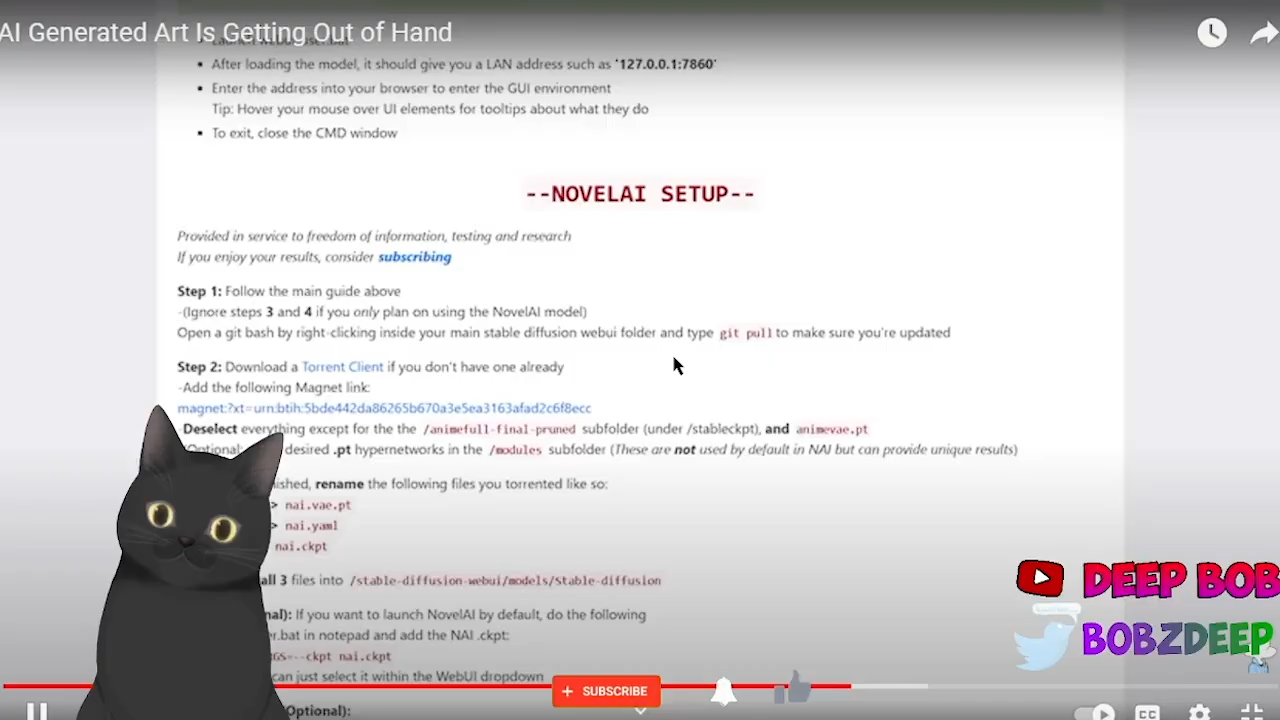 AI Generated Art Is Getting Out of Hand
After loading the model, it should give you a LAN address such as '127.0.0.1:7860'
Enter the address into your browser to enter the GUI environment
Tip: Hover your mouse over UI elements for tooltips about what they do
To exit, close the CMD window
--NOVELAI SETUP--
Provided in service to freedom of information, testing and research
If you enjoy your results, consider subscribing
Step 1: Follow the main guide above
-(Ignore steps 3 and 4 if you only plan on using the NovelAI model)
Open a git bash by right-clicking inside your main stable diffusion webui folder and type git pull to make sure you're updated
Step 2: Download a Torrent Client if you don't have one already
-Add the following Magnet link:
magnet:?xt=urn:btih:5bde442da86265b670a3e5ea3163afad2c6f8ecc
Deselect everything except for the the /animefull-final-pruned subfolder (under /stableckpt), and animevae.pt
desired .pt hypernetworks in the /modules subfolder (These are not used by default in NAI but can provide unique results)
rename the following files you torrented like so:
> nai.vae.pt
> nai.yaml
nai.ckpt
all 3 files into /stable-diffusion-webui/models/Stable-diffusion
If you want to launch NovelAI by default, do the following
in notepad and add the NAI .ckpt:
--ckpt nai.ckpt
can just select it within the WebUI dropdown
DEEP BOB
BOBZDEEP
+ SUBSCRIBE
CC